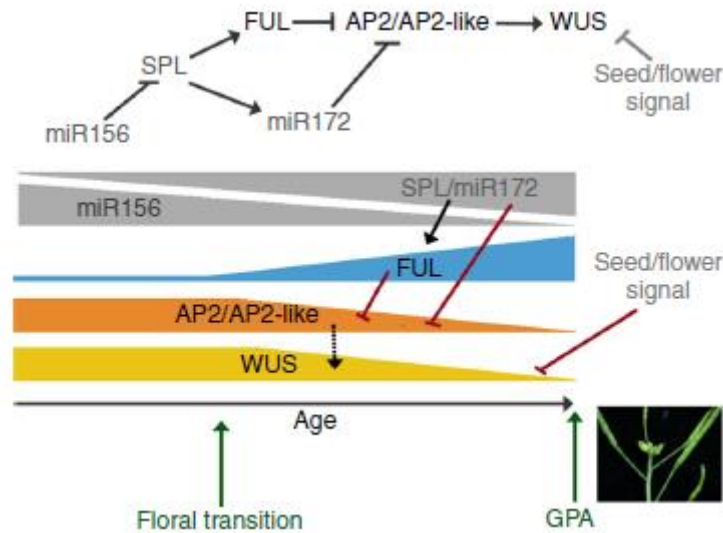 FUL AP2/AP2-like WUS
SPL
Seed/flower
signal
miR156 miR172
SPL/miR172
miR156
FUL
Seed/flower
signal
AP2/AP2-like
WUS
Age
Floral transition
GPA